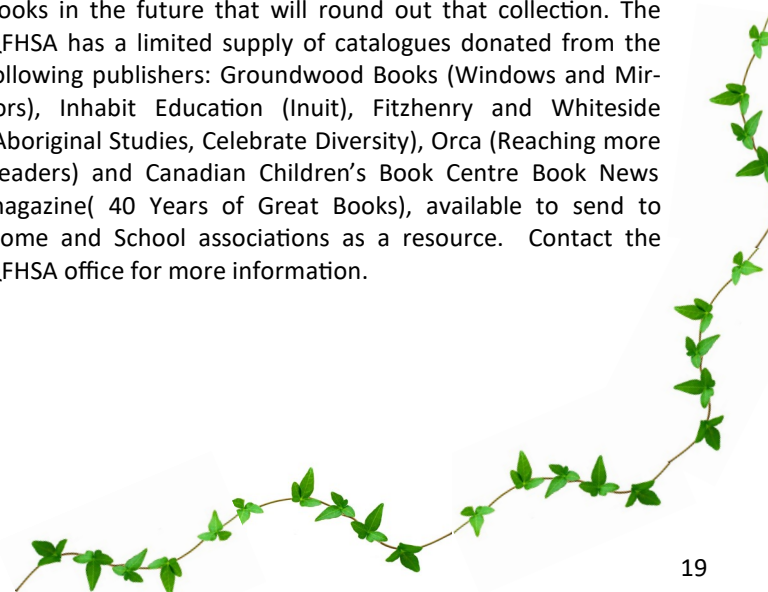 ooks in the future that will round out that collection. The
FHSA has a limited supply of catalogues donated from the
ollowing publishers: Groundwood Books (Windows and Mir-
ors), Inhabit Education (Inuit), Fitzhenry and Whiteside
Aboriginal Studies, Celebrate Diversity), Orca (Reaching more
eaders) and Canadian Children’s Book Centre Book News
agazine( 40 Years of Great Books), available to send to
ome and School associations as a resource. Contact the
FHSA office for more information.
19